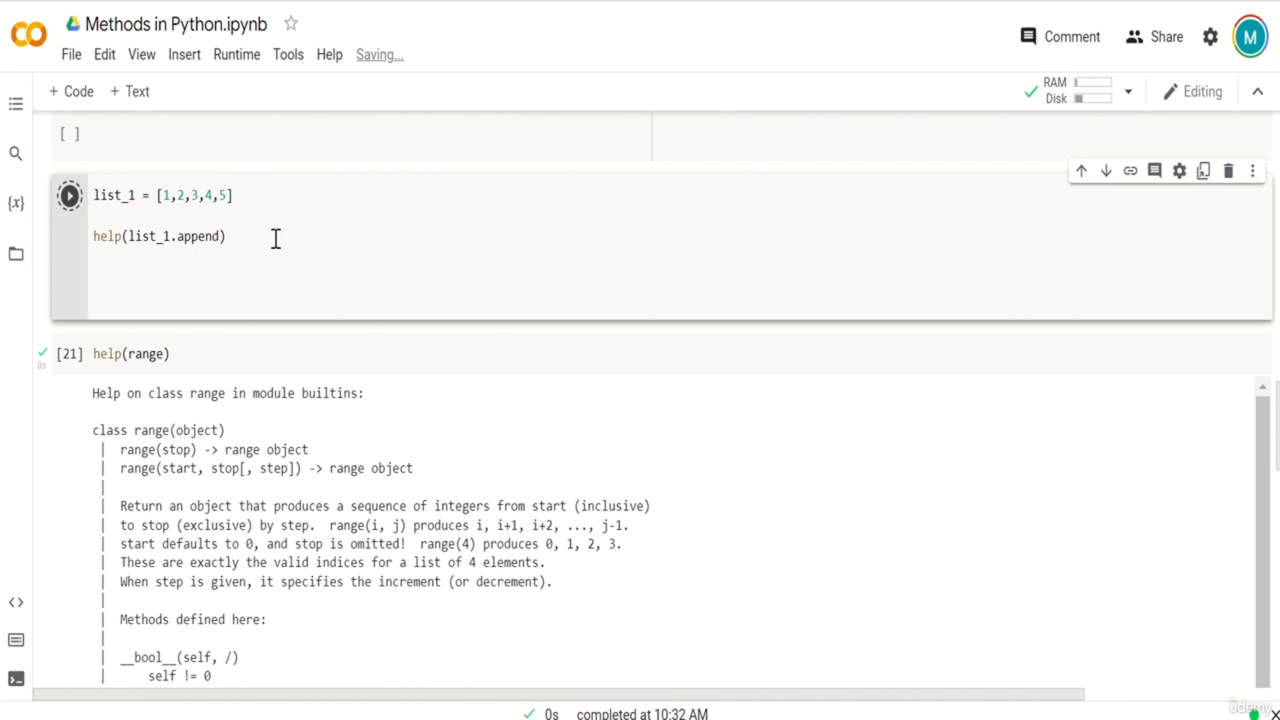 Methods in Python.ipynb
Comment
Share
M
File Edit View Insert Runtime Tools Help Saving...
+ Code + Text
RAM
Disk
Editing
[ ]
{x}
list_1 = [1,2,3,4,5]
help(list_1.append)
[21] help(range)
0s
Help on class range in module builtins:
class range(object)
| range(stop) -> range object
| range(start, stop[, step]) -> range object
|
| Return an object that produces a sequence of integers from start (inclusive)
| to stop (exclusive) by step. range(i, j) produces i, i+1, i+2, ..., j-1.
| start defaults to 0, and stop is omitted! range(4) produces 0, 1, 2, 3.
| These are exactly the valid indices for a list of 4 elements.
| When step is given, it specifies the increment (or decrement).
|
| Methods defined here:
|
| __bool__(self, /)
| self != 0
0s completed at 10:32 AM
ûdemy